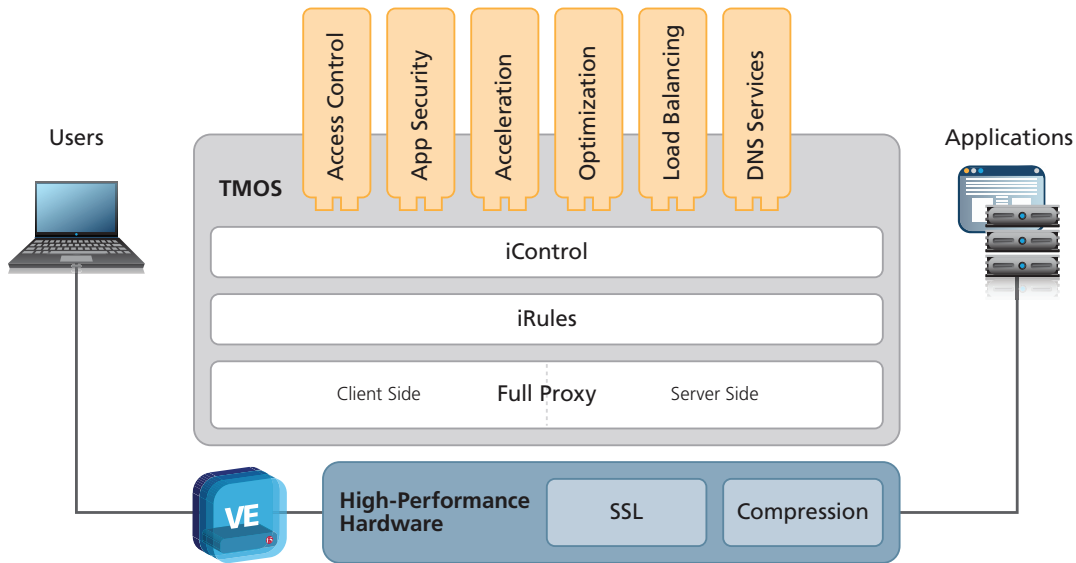 Access Control
App Security
Acceleration
Optimization
Load Balancing
DNS Services
Users
Applications
TMOS
iControl
iRules
Client Side
Full Proxy
Server Side
VE
f5
High-Performance
Hardware
SSL
Compression